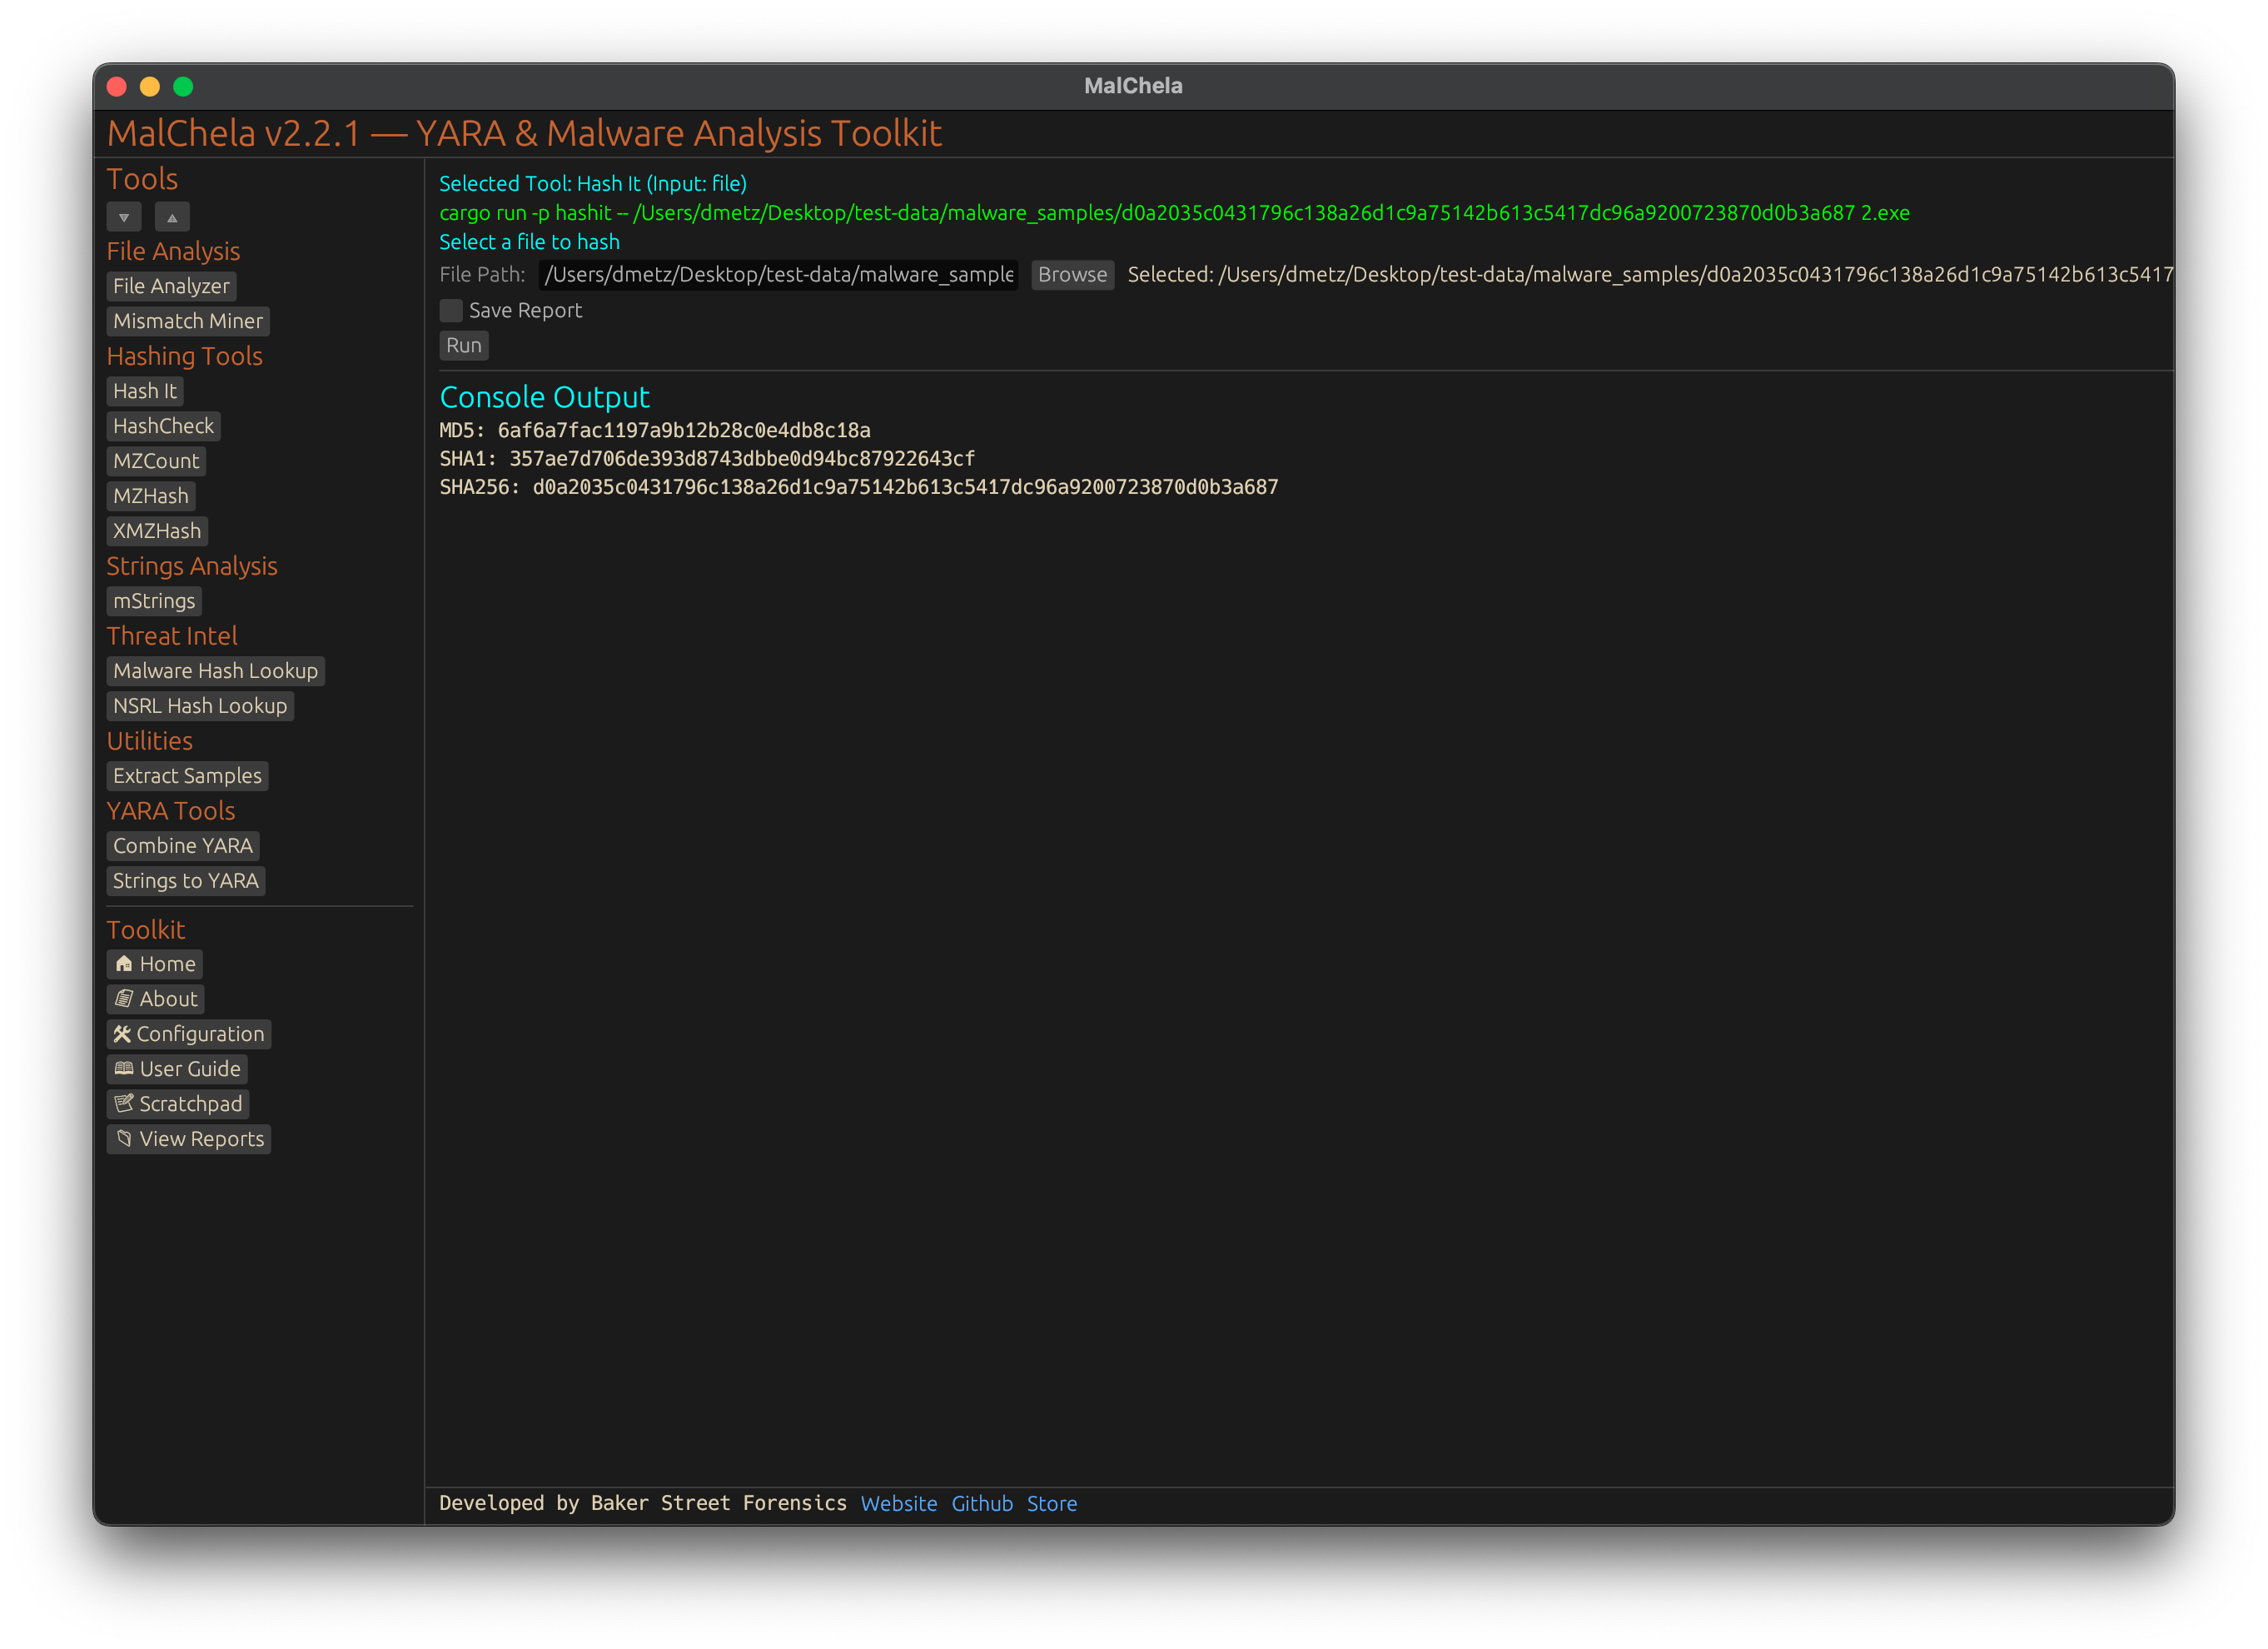 MalChela
MalChela v2.2.1 — YARA & Malware Analysis Toolkit
Tools
File Analysis
File Analyzer
Mismatch Miner
Hashing Tools
Hash It
HashCheck
MZCount
MZHash
XMZHash
Strings Analysis
mStrings
Threat Intel
Malware Hash Lookup
NSRL Hash Lookup
Utilities
Extract Samples
YARA Tools
Combine YARA
Strings to YARA
Toolkit
Home
About
Configuration
User Guide
Scratchpad
View Reports
Selected Tool: Hash It (Input: file)
cargo run -p hashit -- /Users/dmetz/Desktop/test-data/malware_samples/d0a2035c0431796c138a26d1c9a75142b613c5417dc96a9200723870d0b3a687 2.exe
Select a file to hash
File Path: /Users/dmetz/Desktop/test-data/malware_sample Browse Selected: /Users/dmetz/Desktop/test-data/malware_samples/d0a2035c0431796c138a26d1c9a75142b613c5417
Save Report
Run
Console Output
MD5: 6af6a7fac1197a9b12b28c0e4db8c18a
SHA1: 357ae7d706de393d8743dbbe0d94bc87922643cf
SHA256: d0a2035c0431796c138a26d1c9a75142b613c5417dc96a9200723870d0b3a687
Developed by Baker Street Forensics Website Github Store